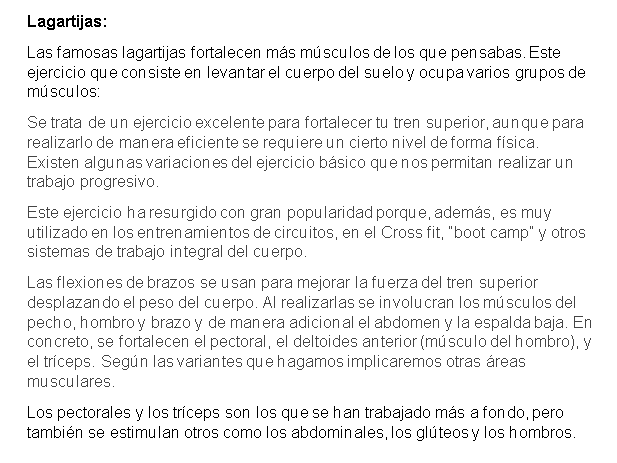 Lagartijas:
Las famosas lagartijas fortalecen más músculos de los que pensabas. Este
ejercicio que consiste en levantar el cuerpo del suelo y ocupa varios grupos de
músculos:
Se trata de un ejercicio excelente para fortalecer tu tren superior, aunque para
realizarlo de manera eficiente se requiere un cierto nivel de forma física.
Existen algunas variaciones del ejercicio básico que nos permitan realizar un
trabajo progresivo.
Este ejercicio ha resurgido con gran popularidad porque, además, es muy
utilizado en los entrenamientos de circuitos, en el Cross fit, "boot camp" y otros
sistemas de trabajo integral del cuerpo.
Las flexiones de brazos se usan para mejorar la fuerza del tren superior
desplazando el peso del cuerpo. Al realizarlas se involucran los músculos del
pecho, hombro y brazo y de manera adicional el abdomen y la espalda baja. En
concreto, se fortalecen el pectoral, el deltoides anterior (músculo del hombro), y
el tríceps. Según las variantes que hagamos implicaremos otras áreas
musculares.
Los pectorales y los tríceps son los que se han trabajado más a fondo, pero
también se estimulan otros como los abdominales, los glúteos y los hombros.